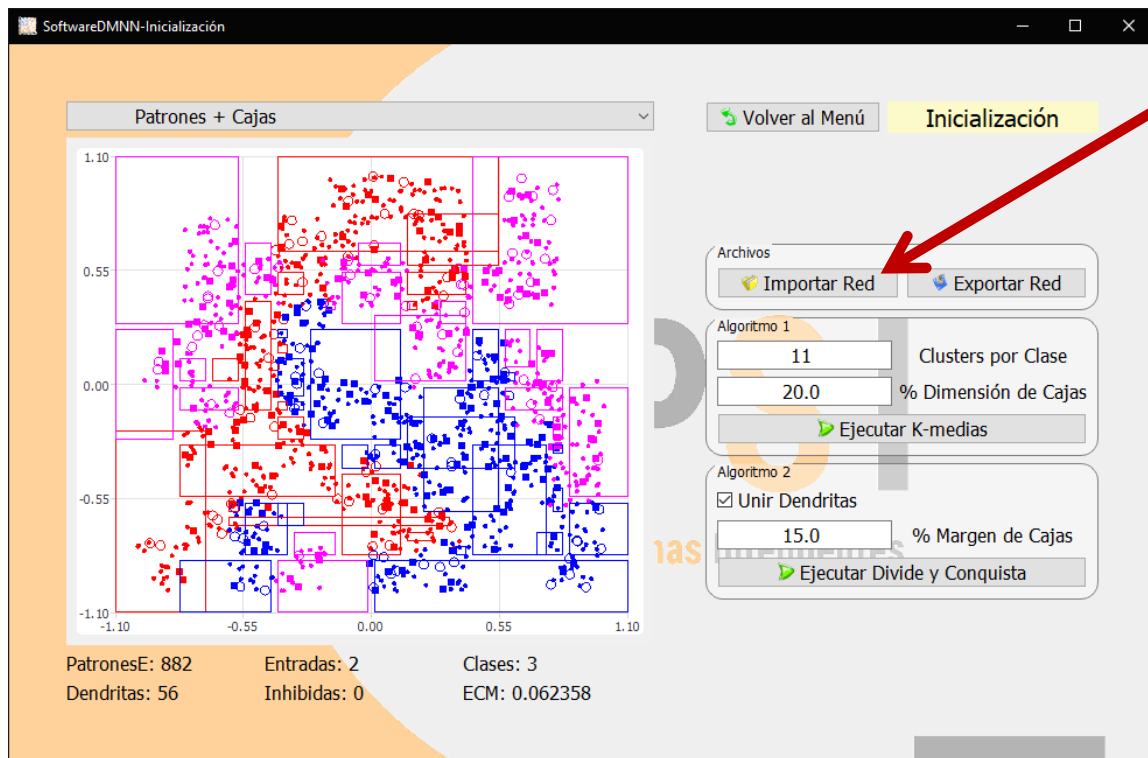 SoftwareDMNN-Inicialización
Patrones + Cajas
Volver al Menú
Inicialización
1.10
0.55
0.00
-0.55
-1.10
-1.10 -0.55 0.00 0.55 1.10
Archivos
Importar Red
Exportar Red
Algoritmo 1
11 Clusters por Clase
20.0 % Dimensión de Cajas
Ejecutar K-medias
Algoritmo 2
Unir Dendritas
15.0 % Margen de Cajas
Ejecutar Divide y Conquista
PatronesE: 882 Entradas: 2 Clases: 3
Dendritas: 56 Inhibidas: 0 ECM: 0.062358